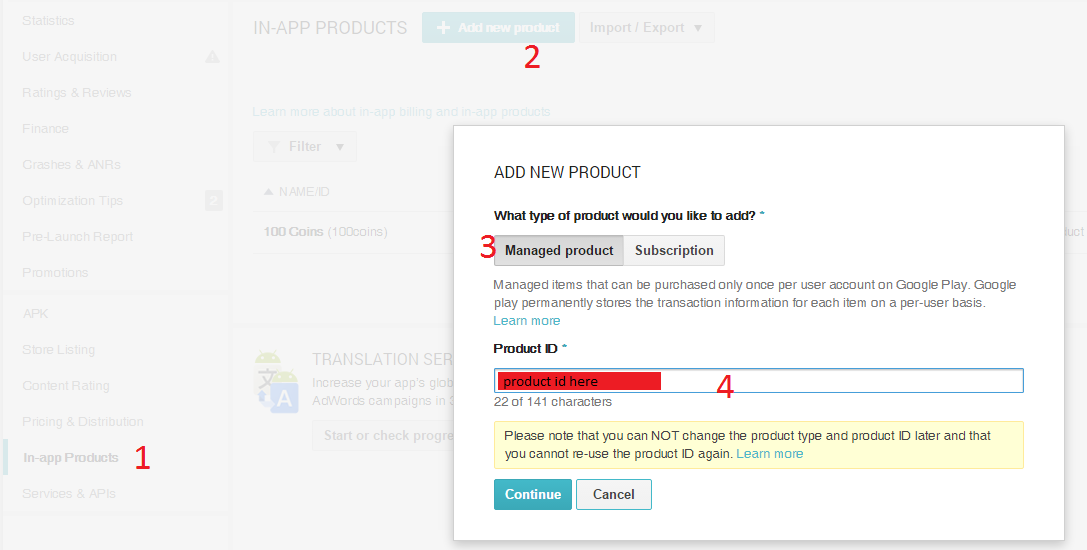 Statistics
User Acquisition
Ratings & Reviews
Finance
Crashes & ANRs
Optimization Tips 2
Pre-Launch Report
Promotions
APK
Store Listing
Content Rating
Pricing & Distribution
In-app Products 1
Services & APIs
IN-APP PRODUCTS
Add new product
Import / Export
2
Learn more about in-app billing and in-app products
Filter
NAME/ID
100 Coins (100coins)
duct
TRANSLATION SER
Increase your app's glob
AdWords campaigns in 3
Start or check progre
ADD NEW PRODUCT
What type of product would you like to add? *
3 Managed product Subscription
Managed items that can be purchased only once per user account on Google Play. Google
play permanently stores the transaction information for each item on a per-user basis.
Learn more
Product ID *
product id here 4
22 of 141 characters
Please note that you can NOT change the product type and product ID later and that
you cannot re-use the product ID again. Learn more
Continue Cancel